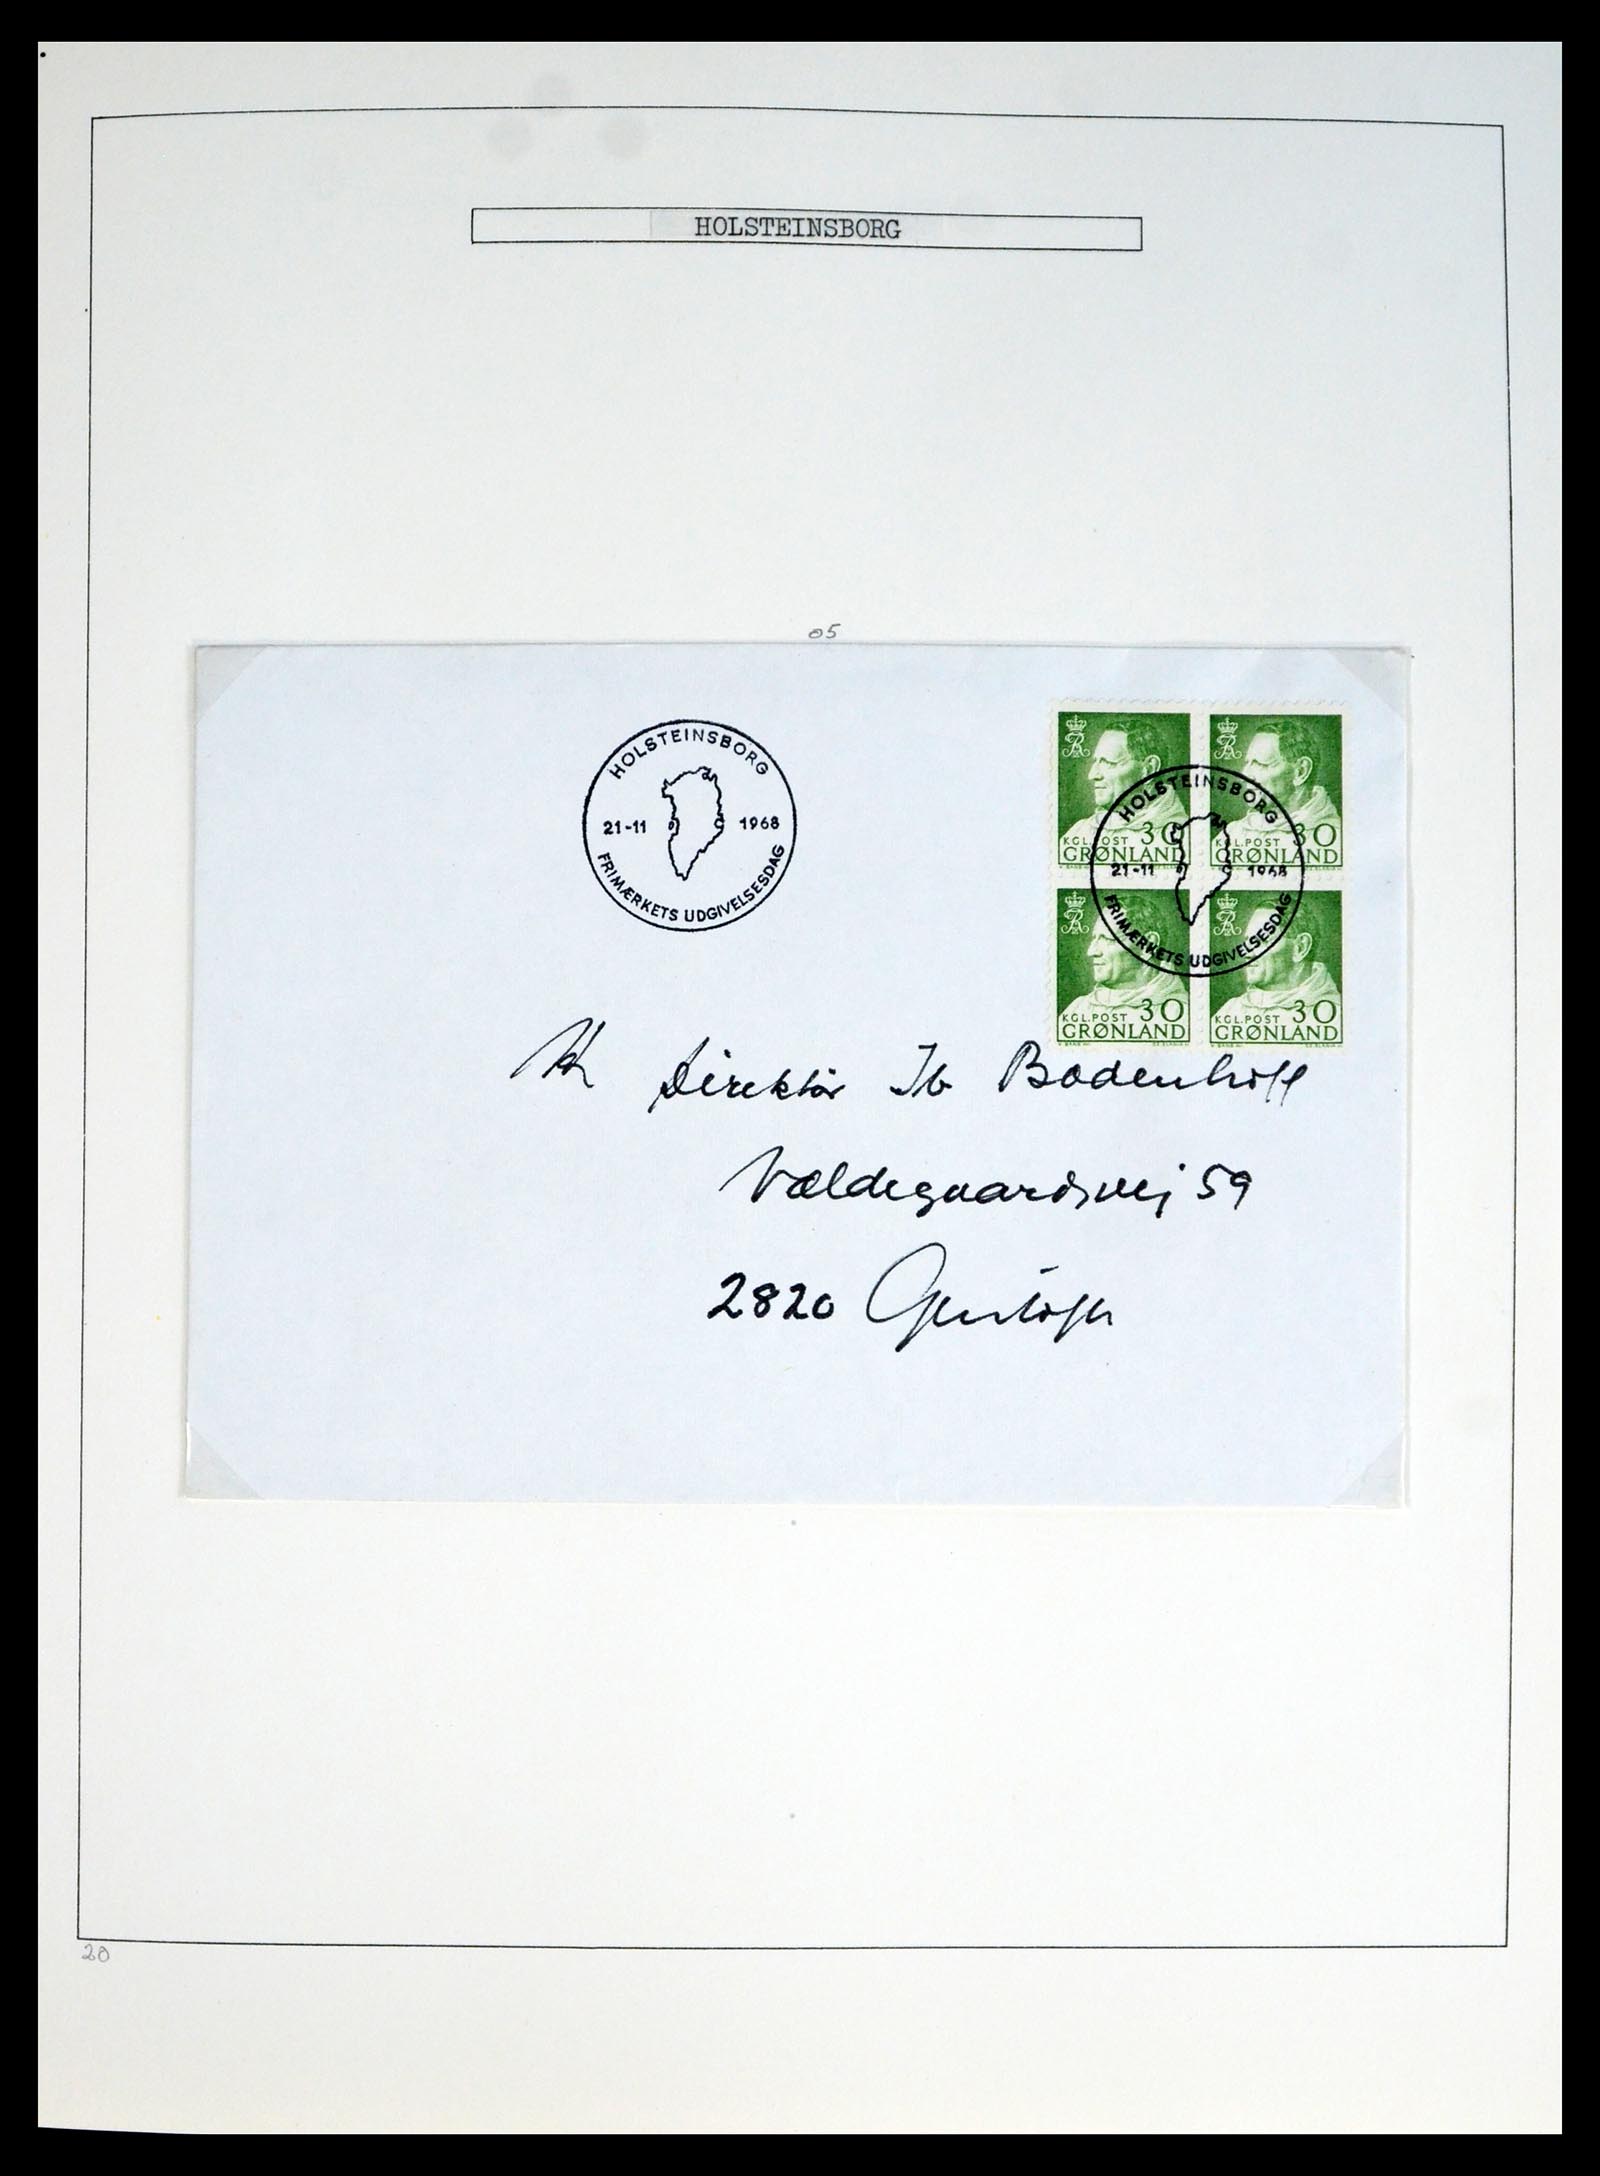 HOLSTEINSBORG
05
HOLSTEINSBORG
21-11 1968
FRIMÆRKETS UDGIVELSESDAG
30
KGL. POST
GRØNLAND
30
KGL. POST
GRØNLAND
HOLSTEINSBORG
21-11 1968
FRIMÆRKETS UDGIVELSESDAG
30
KGL. POST
GRØNLAND
30
KGL. POST
GRØNLAND
Direktør Ib Bodenhoff
Vældegaardsvej 59
2820 Gentofte
20